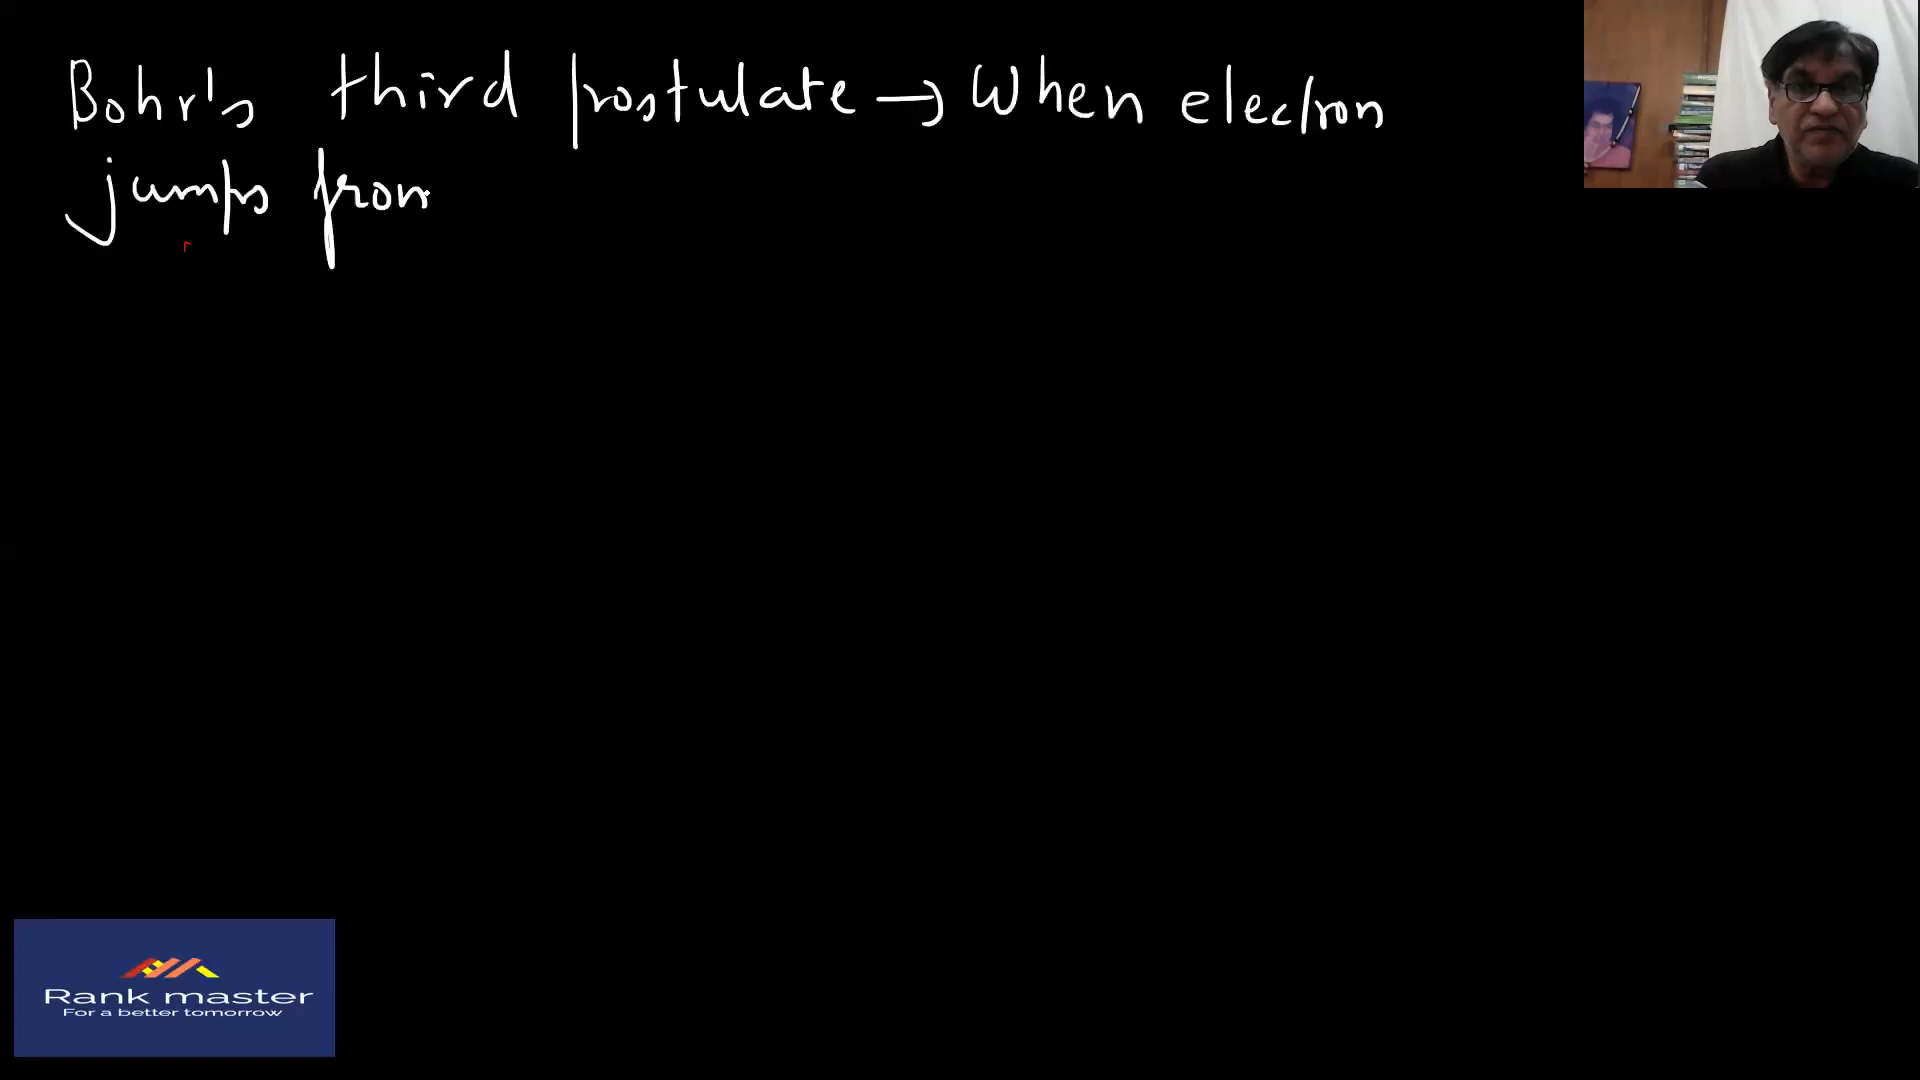 Bohr's third postulate → When electron
jumps from
Rank master
For a better tomorrow